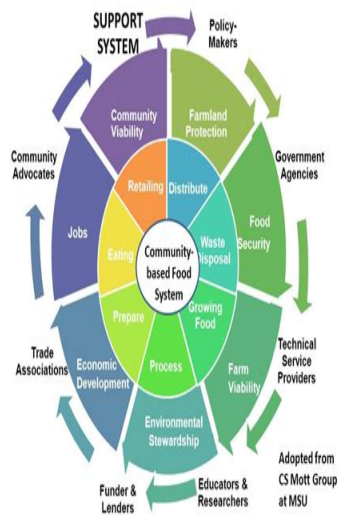 SUPPORT
SYSTEM
Policy-
Makers
Community
Viability
Farmland
Protection
Community
Advocates
Government
Agencies
Retailing
Distribute
Jobs
Eating
Community-
based Food
System
Waste
Disposal
Food
Security
Prepare
Growing
Food
Process
Trade
Associations
Economic
Development
Farm
Viability
Technical
Service
Providers
Environmental
Stewardship
Funder
& Lenders
Educators &
Researchers
Adopted from
CS Mott Group
at MSU